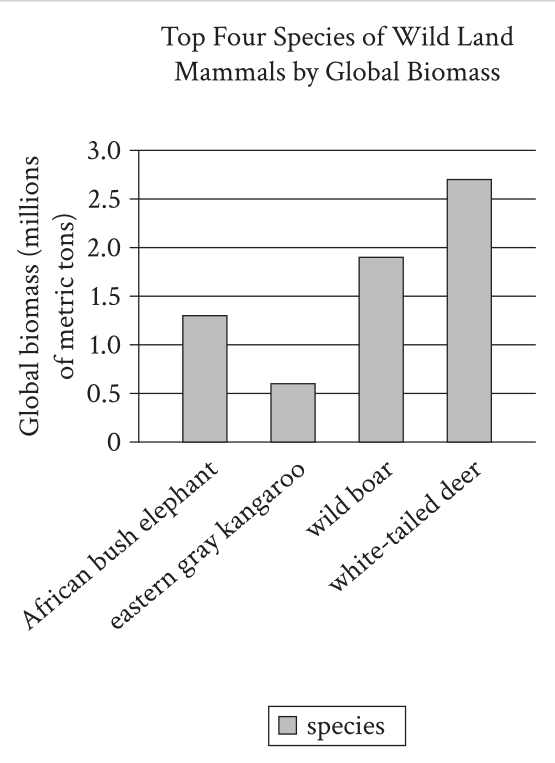 Top Four Species of Wild Land
Mammals by Global Biomass
Global biomass (millions
of metric tons)
3.0
2.5
2.0
1.5
1.0
0.5
0
African bush elephant
eastern gray kangaroo
wild boar
white-tailed deer
species